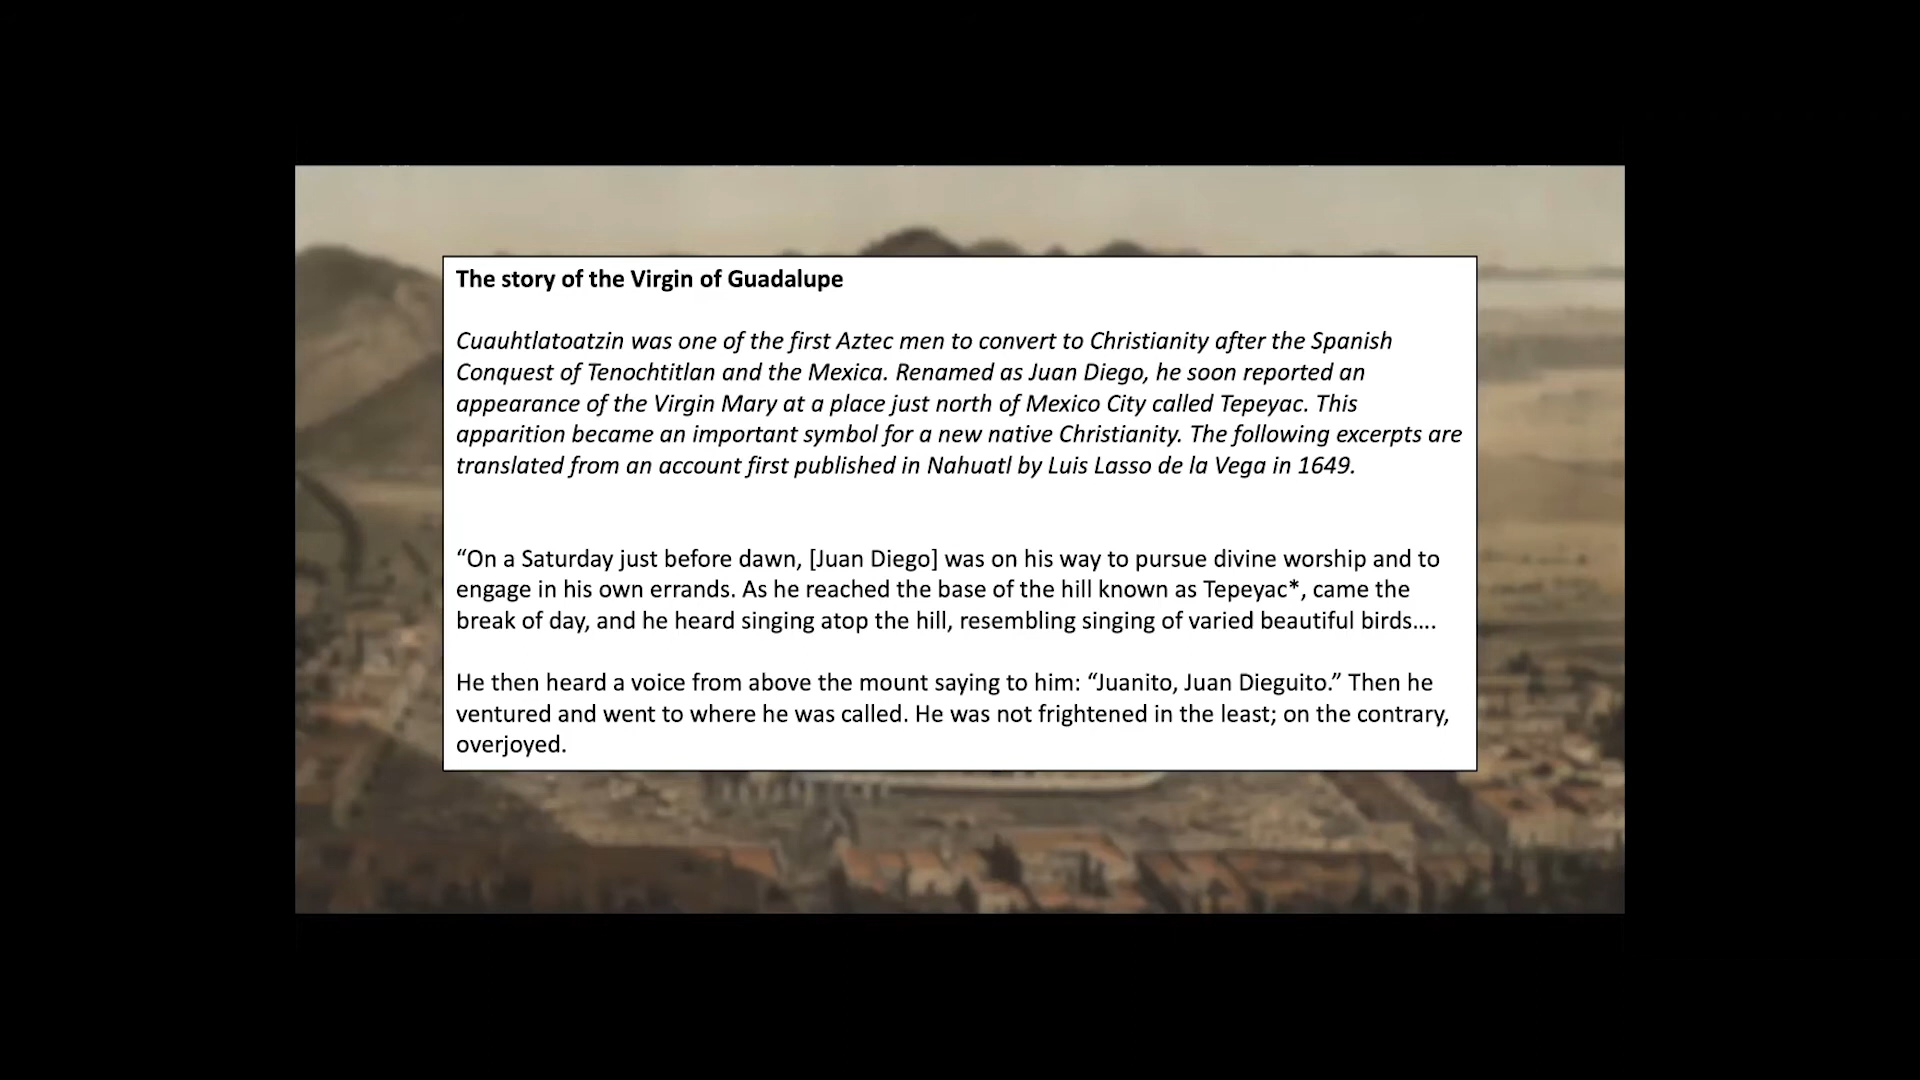 The story of the Virgin of Guadalupe
Cuauhtlatoatzin was one of the first Aztec men to convert to Christianity after the Spanish
Conquest of Tenochtitlan and the Mexica. Renamed as Juan Diego, he soon reported an
appearance of the Virgin Mary at a place just north of Mexico City called Tepeyac. This
apparition became an important symbol for a new native Christianity. The following excerpts are
translated from an account first published in Nahuatl by Luis Lasso de la Vega in 1649.
“On a Saturday just before dawn, [Juan Diego] was on his way to pursue divine worship and to
engage in his own errands. As he reached the base of the hill known as Tepeyac*, came the
break of day, and he heard singing atop the hill, resembling singing of varied beautiful birds….
He then heard a voice from above the mount saying to him: “Juanito, Juan Dieguito.” Then he
ventured and went to where he was called. He was not frightened in the least; on the contrary,
overjoyed.